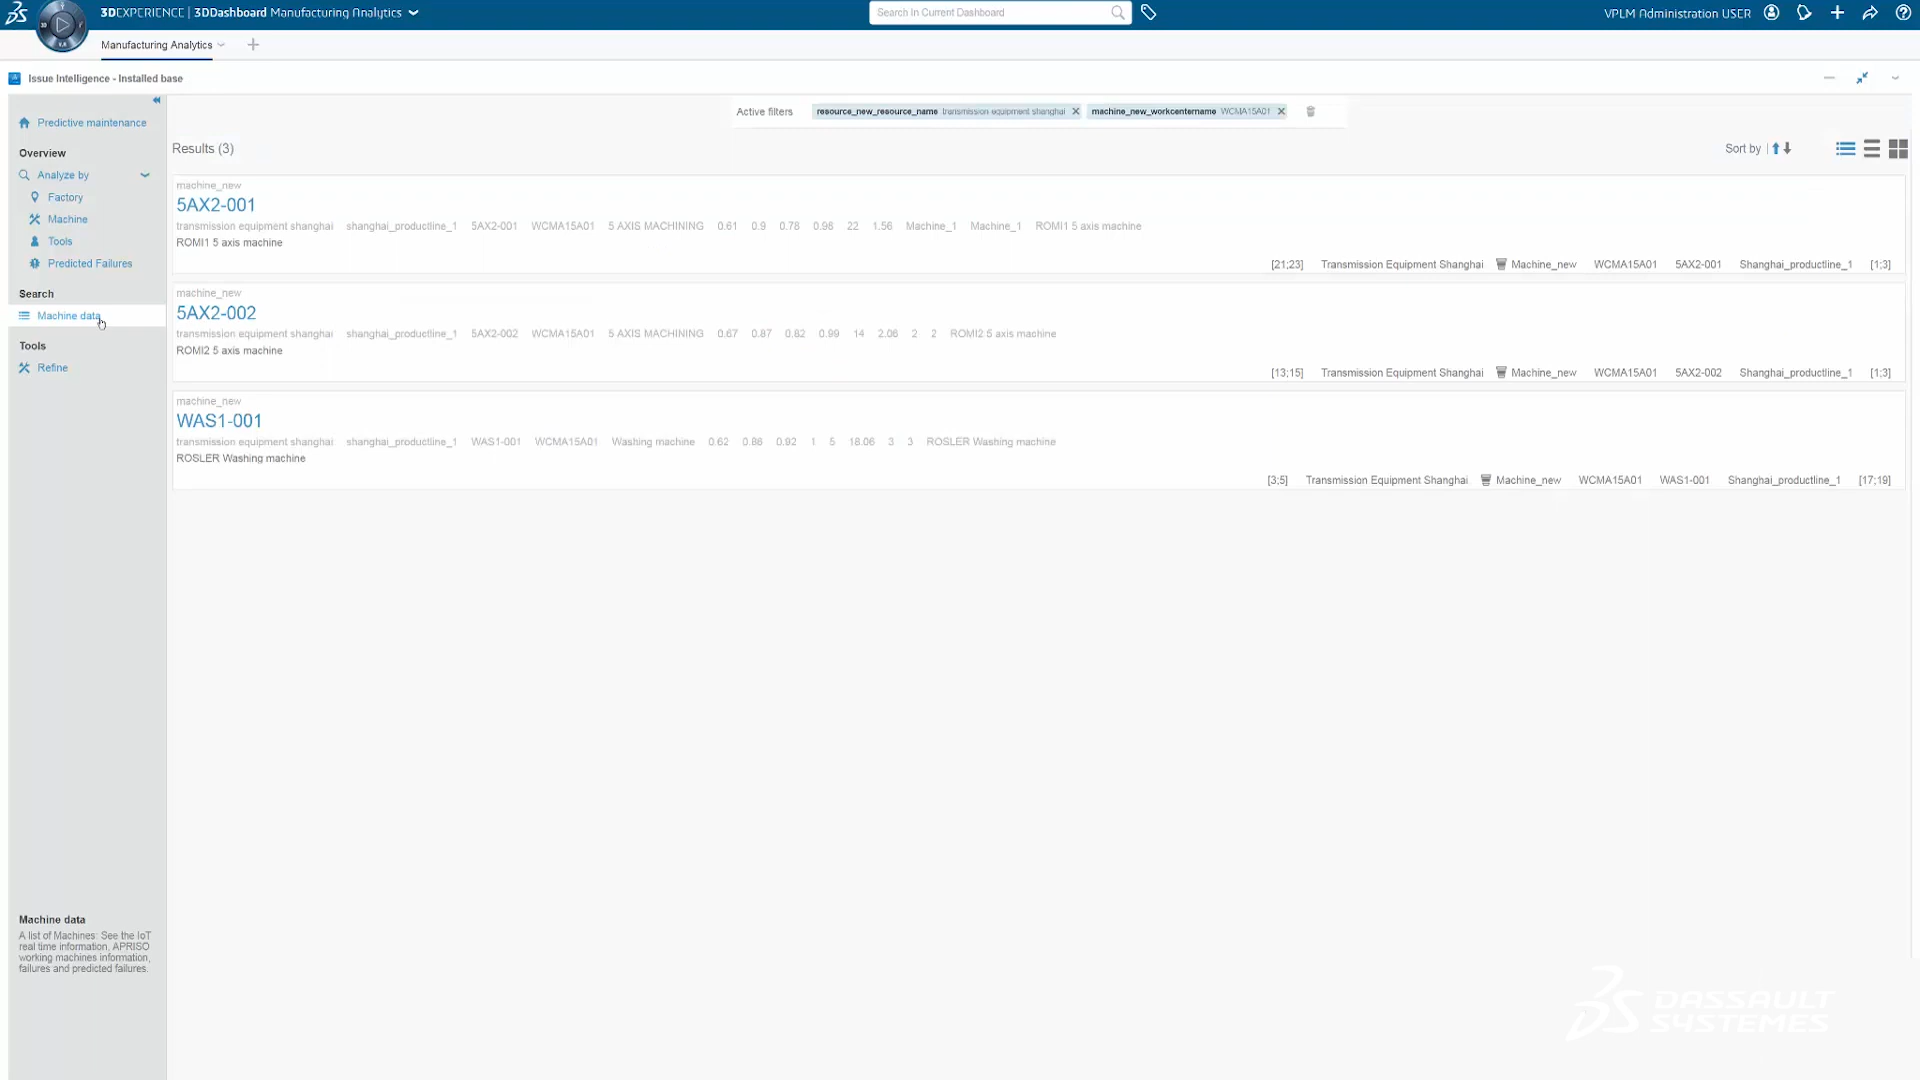 3DEXPERIENCE | 3DDashboard Manufacturing Analytics
Search In Current Dashboard
VPLM Administration USER
Manufacturing Analytics
Issue Intelligence - Installed base
Predictive maintenance
Overview
Analyze by
Factory
Machine
Tools
Predicted Failures
Search
Machine data
Tools
Refine
Machine data
A list of Machines: See the IoT
real time information, APRISO
working machines information,
failures and predicted failures.
Active filters resource_new_resource_name transmission equipment shanghai machine_new_workcentername WCMA15A01
Results (3)
Sort by
machine_new
5AX2-001
transmission equipment shanghai shanghai_productline_1 5AX2-001 WCMA15A01 5 AXIS MACHINING 0.61 0.9 0.78 0.98 22 1.56 Machine_1 Machine_1 ROMI1 5 axis machine
ROMI1 5 axis machine
[21;23] Transmission Equipment Shanghai Machine_new WCMA15A01 5AX2-001 Shanghai_productline_1 [1;3]
machine_new
5AX2-002
transmission equipment shanghai shanghai_productline_1 5AX2-002 WCMA15A01 5 AXIS MACHINING 0.67 0.87 0.82 0.99 14 2.06 2 2 ROMI2 5 axis machine
ROMI2 5 axis machine
[13;15] Transmission Equipment Shanghai Machine_new WCMA15A01 5AX2-002 Shanghai_productline_1 [1;3]
machine_new
WAS1-001
transmission equipment shanghai shanghai_productline_1 WAS1-001 WCMA15A01 Washing machine 0.62 0.86 0.92 1 5 18.06 3 3 ROSLER Washing machine
ROSLER Washing machine
[3;5] Transmission Equipment Shanghai Machine_new WCMA15A01 WAS1-001 Shanghai_productline_1 [17;19]
DASSAULT
SYSTEMES